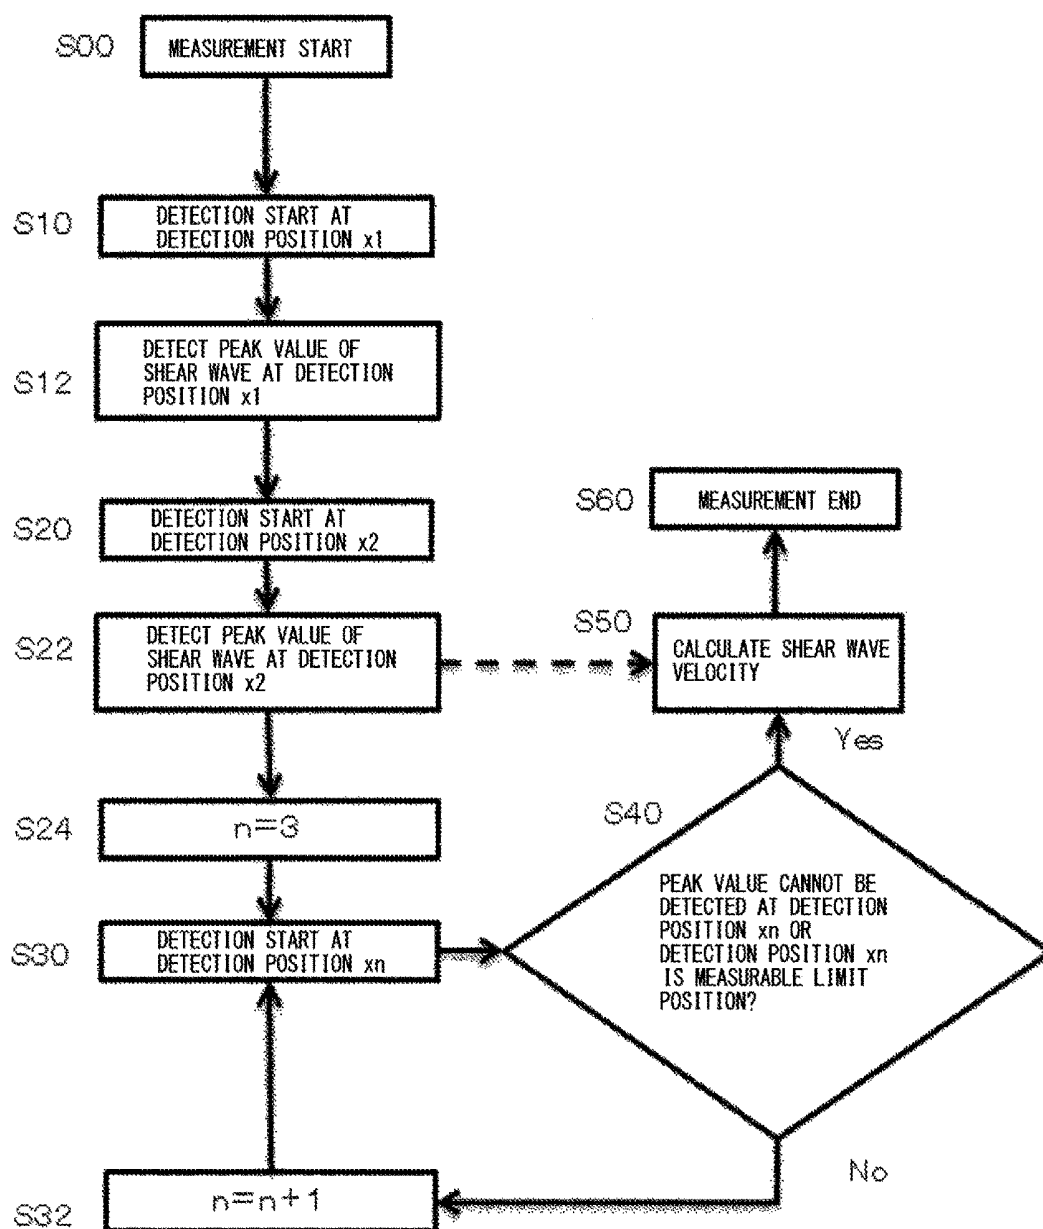 S00
MEASUREMENT START
S10
DETECTION START AT
DETECTION POSITION x1
S12
DETECT PEAK VALUE OF
SHEAR WAVE AT DETECTION
POSITION x1
S20
DETECTION START AT
DETECTION POSITION x2
S22
DETECT PEAK VALUE OF
SHEAR WAVE AT DETECTION
POSITION x2
S24
n=3
S30
DETECTION START AT
DETECTION POSITION xn
S32
n=n+1
S40
PEAK VALUE CANNOT BE
DETECTED AT DETECTION
POSITION xn OR
DETECTION POSITION xn
IS MEASURABLE LIMIT
POSITION?
Yes
No
S50
CALCULATE SHEAR WAVE
VELOCITY
S60
MEASUREMENT END